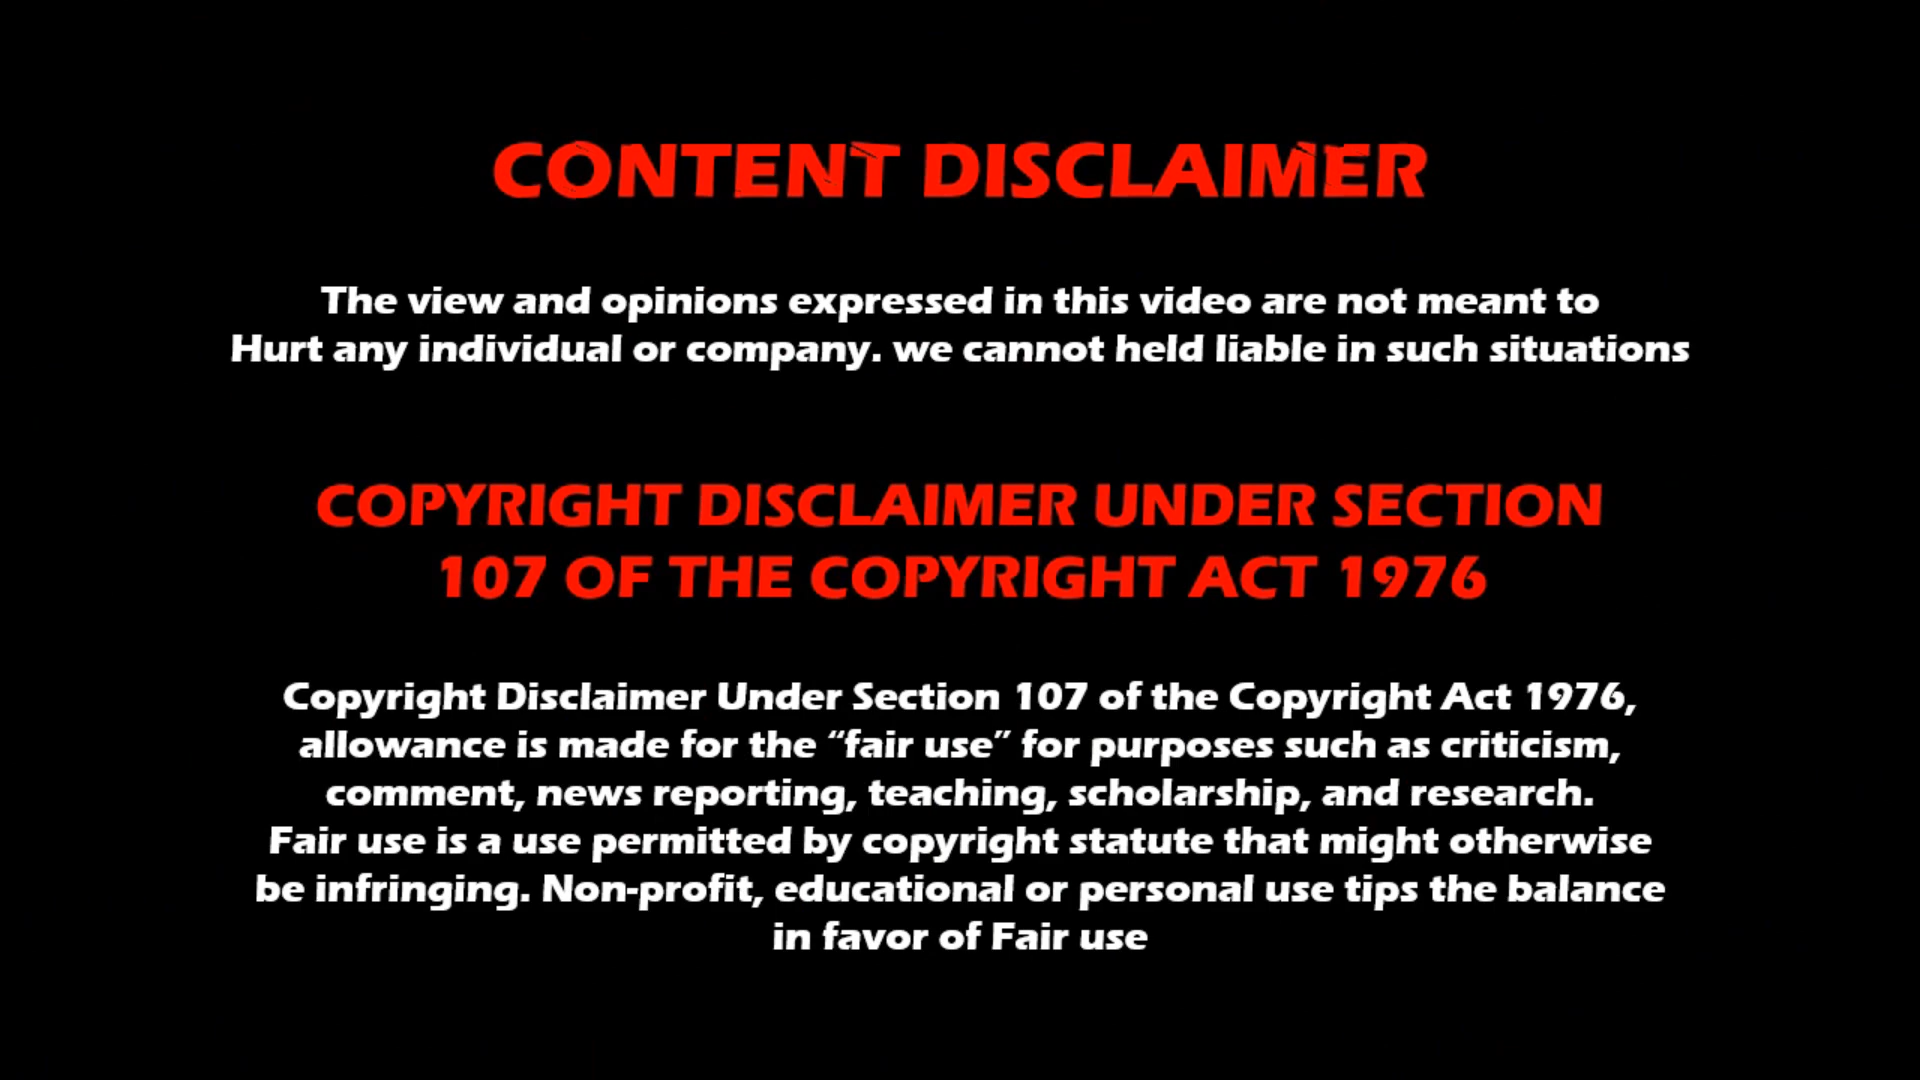 CONTENT DISCLAIMER
The view and opinions expressed in this video are not meant to
Hurt any individual or company. we cannot held liable in such situations
COPYRIGHT DISCLAIMER UNDER SECTION
107 OF THE COPYRIGHT ACT 1976
Copyright Disclaimer Under Section 107 of the Copyright Act 1976,
allowance is made for the “fair use” for purposes such as criticism,
comment, news reporting, teaching, scholarship, and research.
Fair use is a use permitted by copyright statute that might otherwise
be infringing. Non-profit, educational or personal use tips the balance
in favor of Fair use